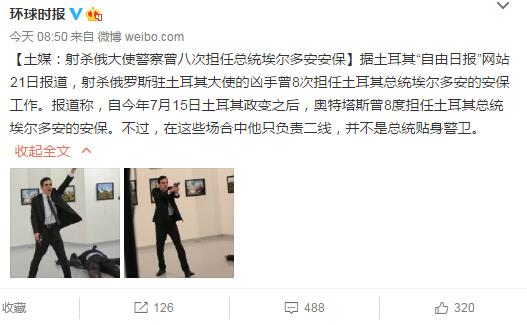 环球时报
今天 08:50 来自 微博 weibo.com
【土媒：射杀俄大使警察曾八次担任总统埃尔多安安保】据土耳其“自由日报”网站
21日报道，射杀俄罗斯驻土耳其大使的凶手曾8次担任土耳其总统埃尔多安的安保
工作。报道称，自今年7月15日土耳其政变之后，奥特塔斯曾8度担任土耳其总统
埃尔多安的安保。不过，在这些场合中他只负责二线，并不是总统贴身警卫。
收起全文
收藏
126
488
320